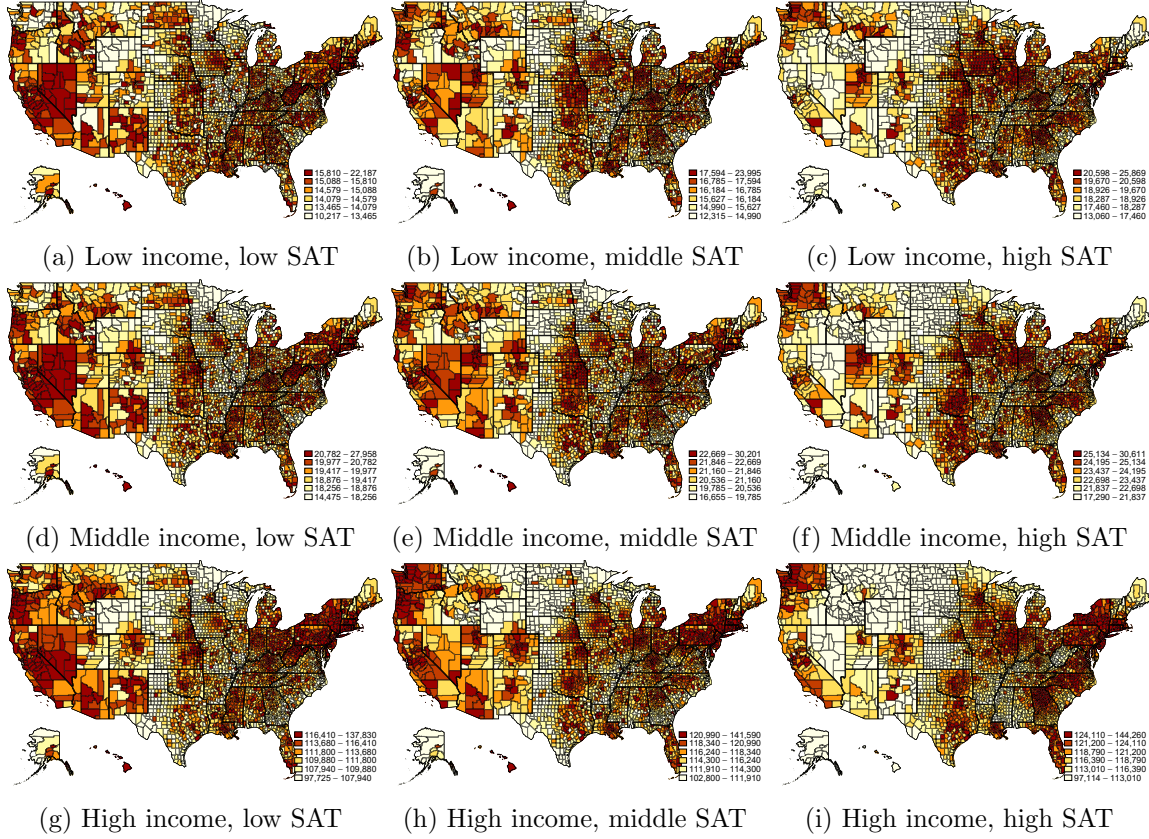 15,810 – 22,187
15,088 – 15,810
14,579 – 15,088
14,079 – 14,579
13,465 – 14,079
10,217 – 13,465
(a) Low income, low SAT
17,594 – 23,995
16,785 – 17,594
16,184 – 16,785
15,627 – 16,184
14,990 – 15,627
12,315 – 14,990
(b) Low income, middle SAT
20,598 – 25,869
19,670 – 20,598
18,926 – 19,670
18,287 – 18,926
17,460 – 18,287
13,060 – 17,460
(c) Low income, high SAT
20,782 – 27,958
19,977 – 20,782
19,417 – 19,977
18,876 – 19,417
18,256 – 18,876
14,475 – 18,256
(d) Middle income, low SAT
22,669 – 30,201
21,846 – 22,669
21,160 – 21,846
20,536 – 21,160
19,785 – 20,536
16,655 – 19,785
(e) Middle income, middle SAT
25,134 – 30,611
24,195 – 25,134
23,437 – 24,195
22,698 – 23,437
21,837 – 22,698
17,290 – 21,837
(f) Middle income, high SAT
116,410 – 137,830
113,680 – 116,410
111,800 – 113,680
109,880 – 111,800
107,940 – 109,880
97,725 – 107,940
(g) High income, low SAT
120,990 – 141,590
118,340 – 120,990
116,240 – 118,340
114,300 – 116,240
111,910 – 114,300
102,800 – 111,910
(h) High income, middle SAT
124,110 – 144,260
121,200 – 124,110
118,790 – 121,200
116,390 – 118,790
113,010 – 116,390
97,114 – 113,010
(i) High income, high SAT